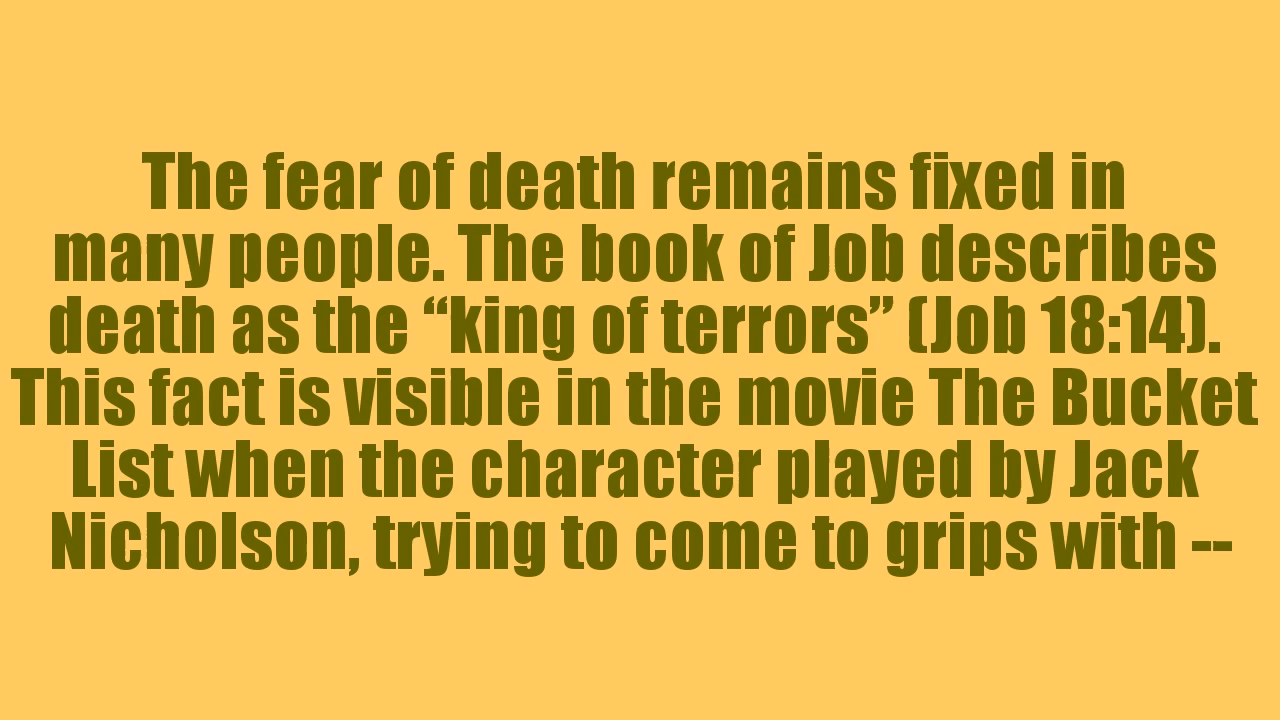 The fear of death remains fixed in
many people. The book of Job describes
death as the “king of terrors” (Job 18:14).
This fact is visible in the movie The Bucket
List when the character played by Jack
Nicholson, trying to come to grips with --